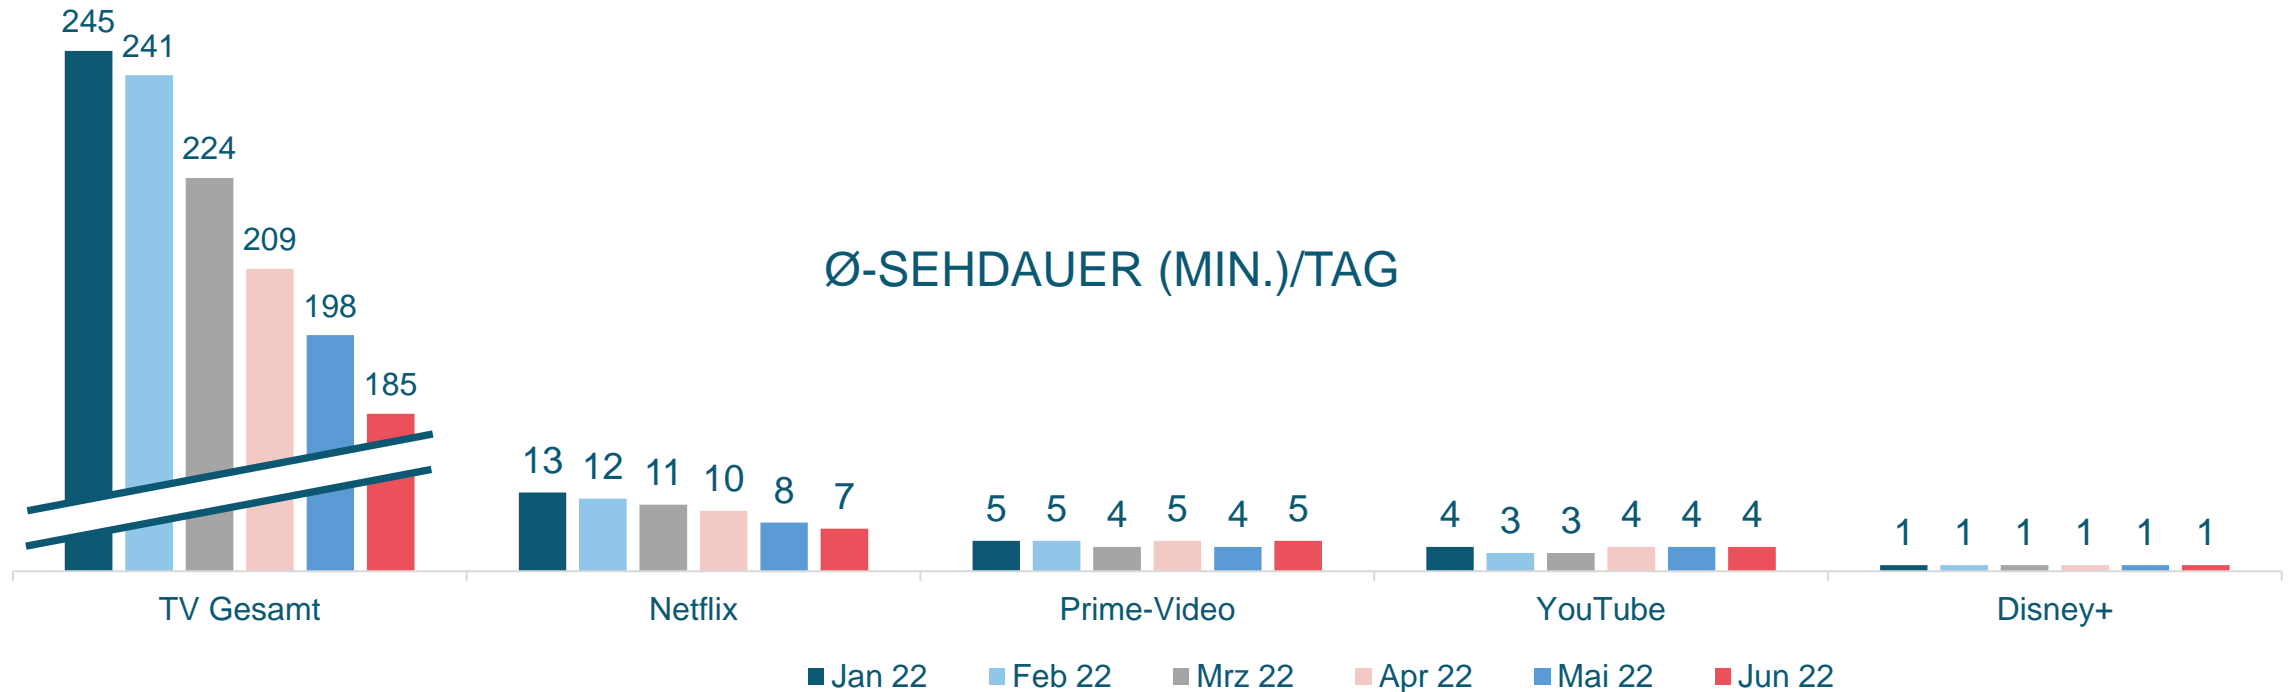 245
241
224
209
198
185
Ø-SEHDAUER (MIN.)/TAG
13 12 11 10 8 7
5 5 4 5 4 5
4 3 3 4 4 4
1 1 1 1 1 1
TV Gesamt Netflix Prime-Video YouTube Disney+
Jan 22 Feb 22 Mrz 22 Apr 22 Mai 22 Jun 22